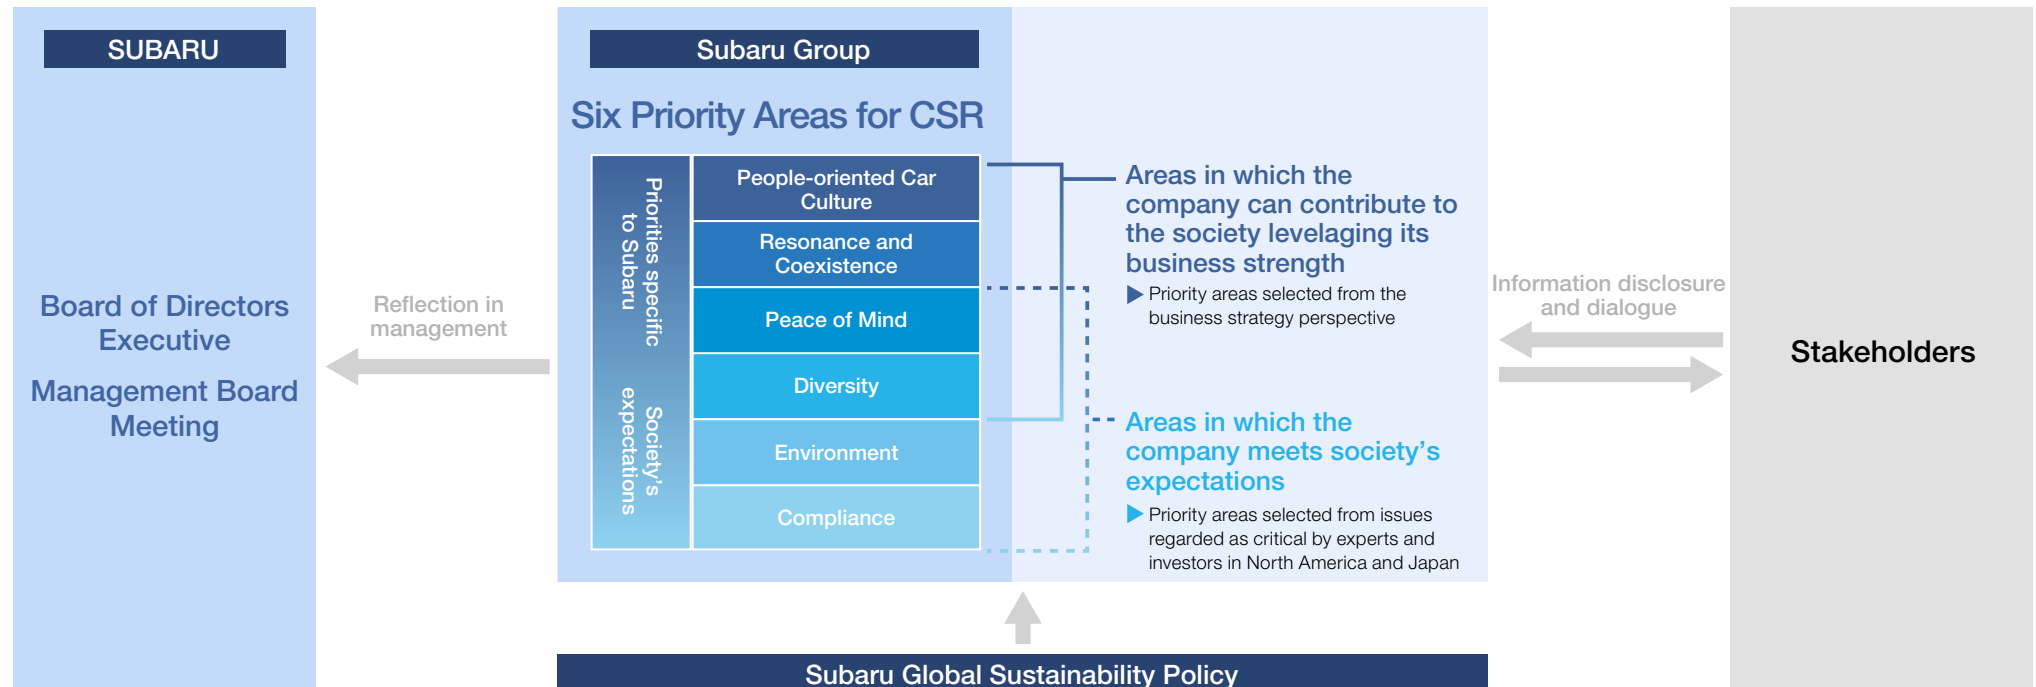 SUBARU
Board of Directors
Executive
Management Board
Meeting
Reflection in
management
Subaru Group
Six Priority Areas for CSR
Priorities specific
to Subaru
Society's
expectations
People-oriented Car
Culture
Resonance and
Coexistence
Peace of Mind
Diversity
Environment
Compliance
Areas in which the
company can contribute to
the society levelaging its
business strength
Priority areas selected from the
business strategy perspective
Areas in which the
company meets society's
expectations
Priority areas selected from issues
regarded as critical by experts and
investors in North America and Japan
Information disclosure
and dialogue
Stakeholders
Subaru Global Sustainability Policy